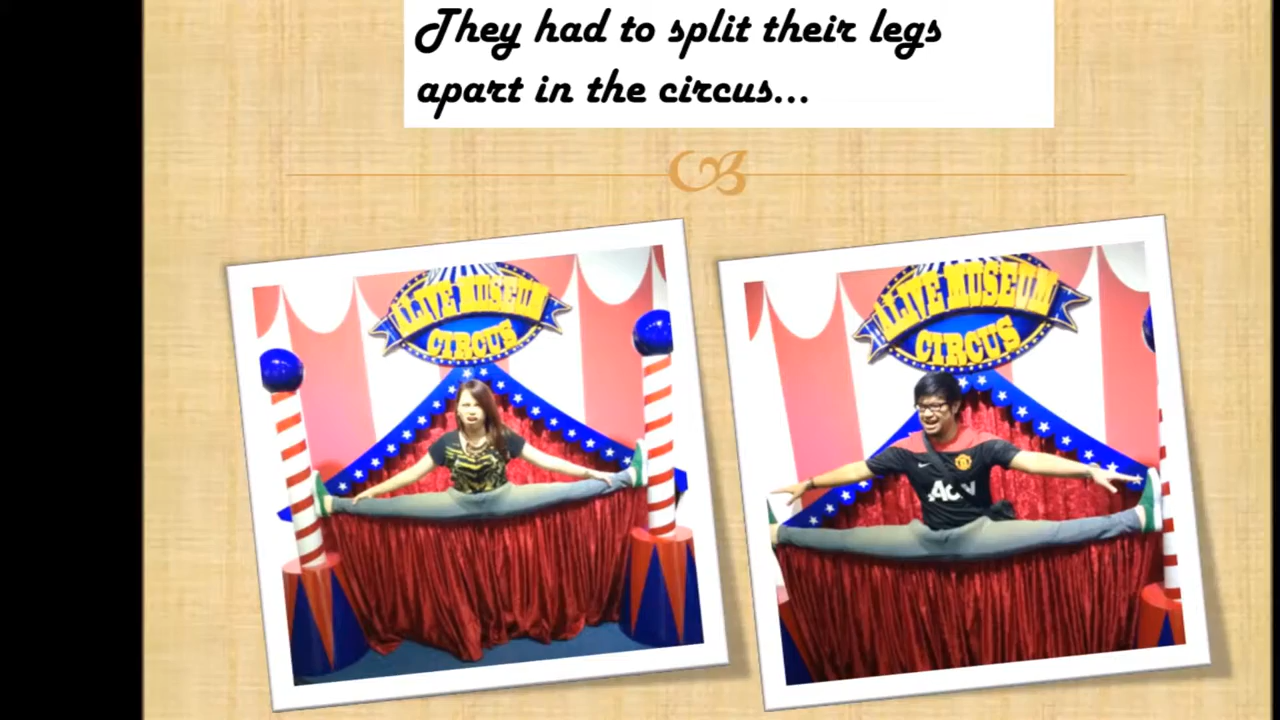 They had to split their legs
apart in the circus...
ALIVE MUSEUM
CIRCUS
ALIVE MUSEUM
CIRCUS